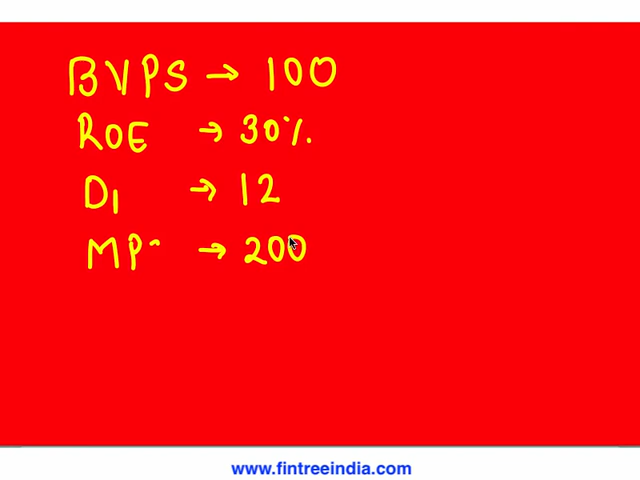 BVPS → 100
ROE → 30%.
D1 → 12
MP → 200
www.fintreeindia.com